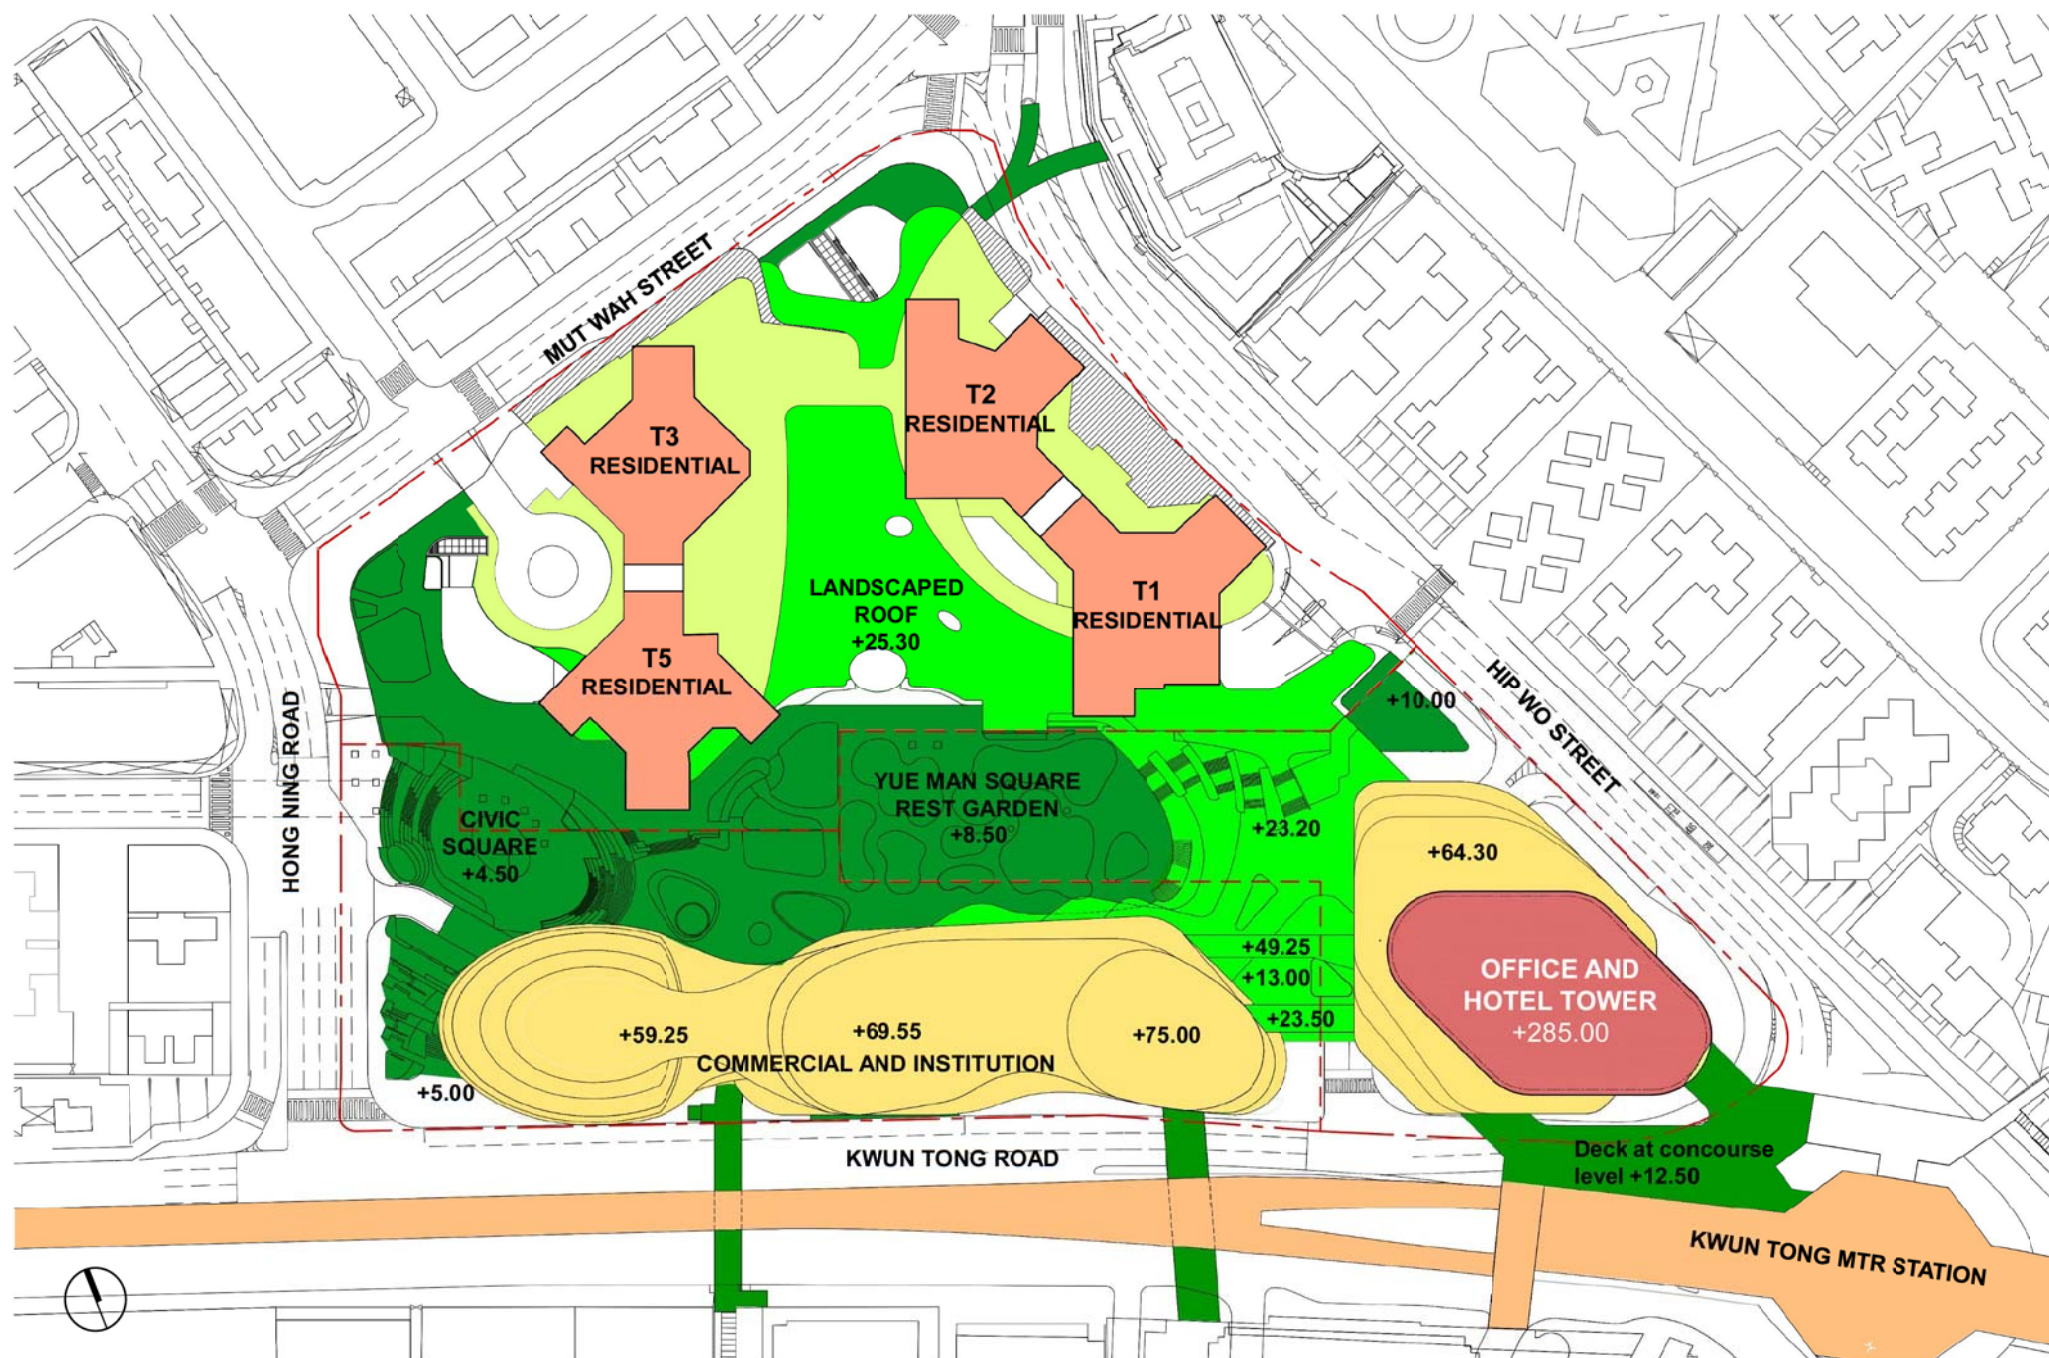 MUT WAH STREET
T2
RESIDENTIAL
T3
RESIDENTIAL
LANDSCAPED
ROOF
+25.30
T1
RESIDENTIAL
T5
RESIDENTIAL
HONG NING ROAD
HIP WO STREET
+10.00
YUE MAN SQUARE
REST GARDEN
+8.50
CIVIC
SQUARE
+4.50
+23.20
+64.30
+49.25
+13.00
+23.50
OFFICE AND
HOTEL TOWER
+285.00
+59.25
+69.55
+75.00
COMMERCIAL AND INSTITUTION
+5.00
KWUN TONG ROAD
Deck at concourse
level +12.50
KWUN TONG MTR STATION